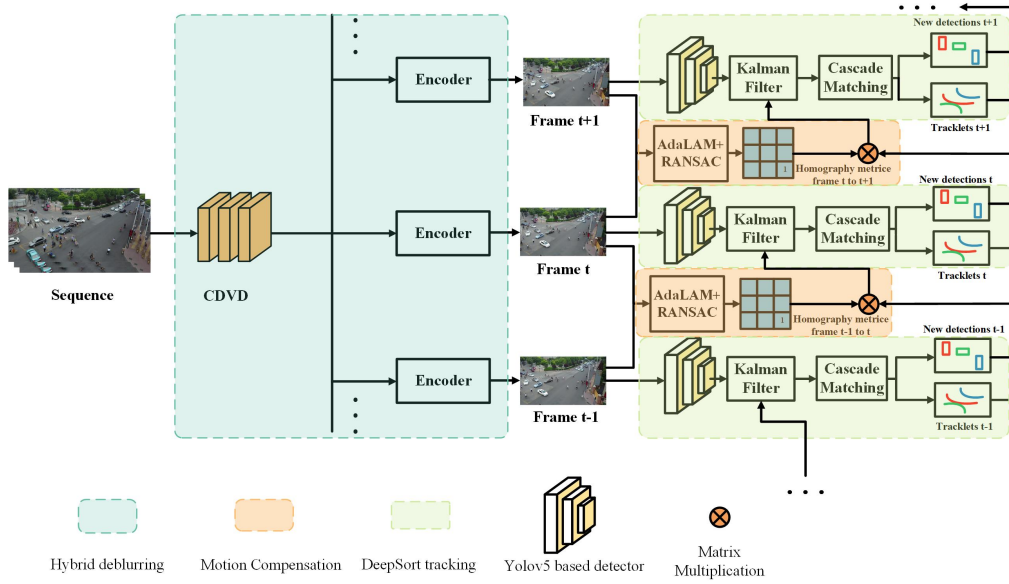 Sequence
CDVD
Encoder
Encoder
Encoder
Frame t+1
Frame t
Frame t-1
Kalman
Filter
Cascade
Matching
New detections t+1
Tracklets t+1
AdaLAM+
RANSAC
1
Homography metrice
frame t to t+1
Kalman
Filter
Cascade
Matching
New detections t
Tracklets t
AdaLAM+
RANSAC
1
Homography metrice
frame t-1 to t
Kalman
Filter
Cascade
Matching
New detections t-1
Tracklets t-1
Hybrid deblurring
Motion Compensation
DeepSort tracking
Yolov5 based detector
Matrix
Multiplication